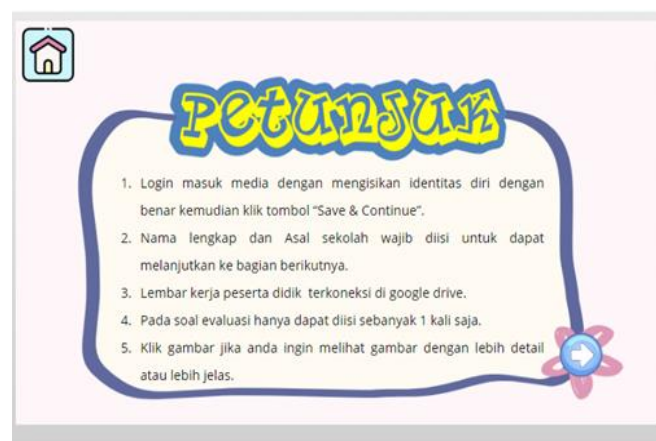 PETUNJUK
1. Login masuk media dengan mengisikan identitas diri dengan
benar kemudian klik tombol “Save & Continue”.
2. Nama lengkap dan Asal sekolah wajib diisi untuk dapat
melanjutkan ke bagian berikutnya.
3. Lembar kerja peserta didik terkoneksi di google drive.
4. Pada soal evaluasi hanya dapat diisi sebanyak 1 kali saja.
5. Klik gambar jika anda ingin melihat gambar dengan lebih detail
atau lebih jelas.